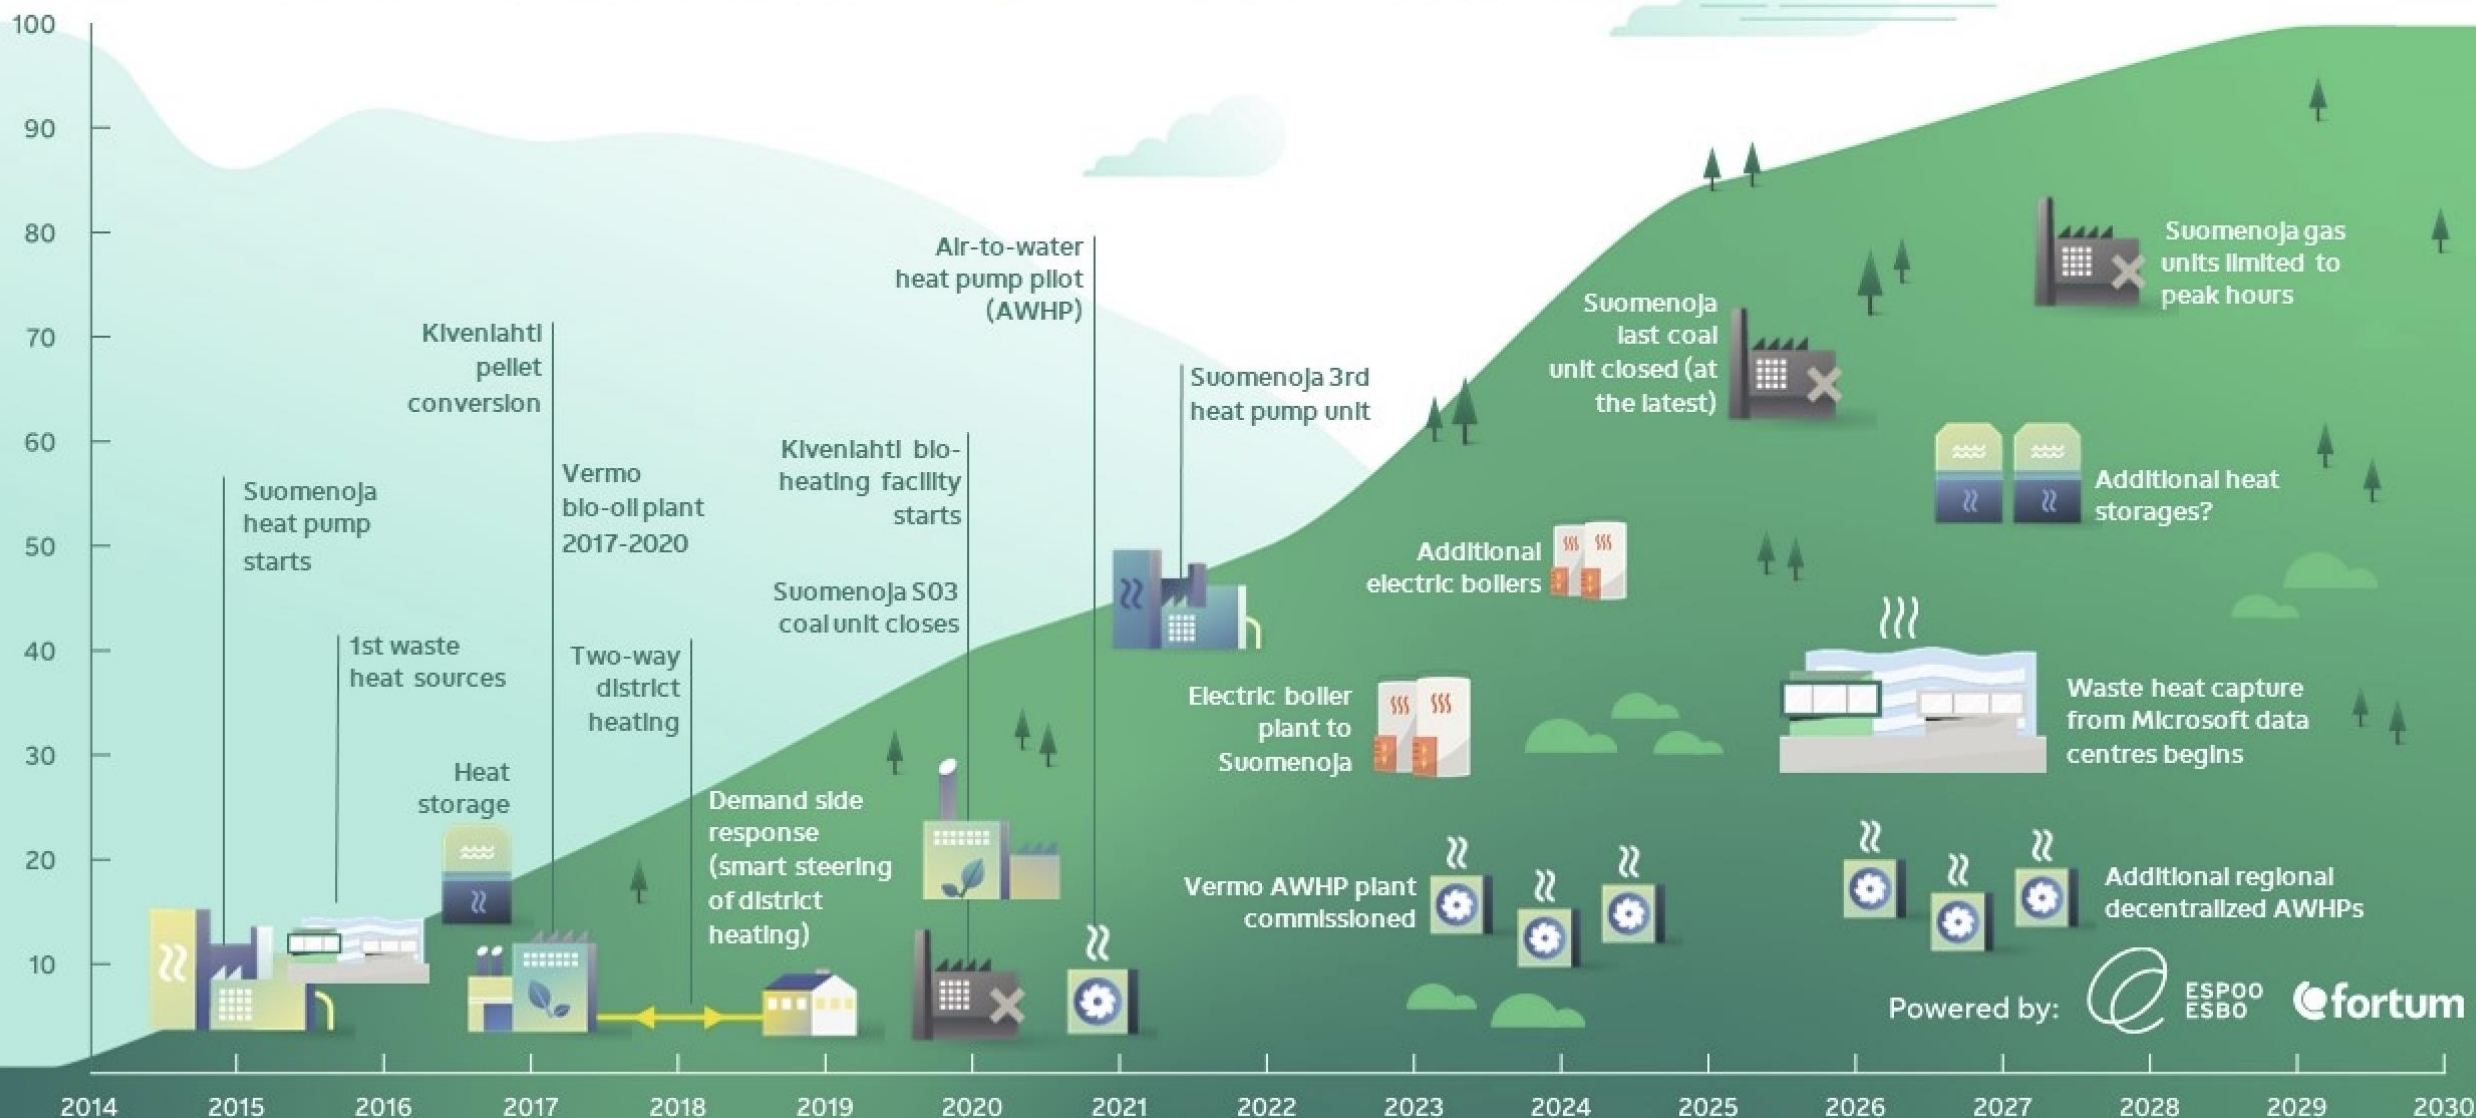 100
90
80
70
60
50
40
30
20
10
Suomenoja
heat pump
starts
1st waste
heat sources
Heat
storage
Kivenlahti
pellet
conversion
Vermo
bio-oil plant
2017-2020
Two-way
district
heating
Demand side
response
(smart steering
of district
heating)
Kivenlahti bio-
heating facility
starts
Suomenoja SO3
coal unit closes
Air-to-water
heat pump pilot
(AWHP)
Suomenoja 3rd
heat pump unit
Electric boiler
plant to
Suomenoja
Vermo AWHP plant
commissioned
Additional
electric boilers
Suomenoja
last coal
unit closed (at
the latest)
Suomenoja gas
units limited to
peak hours
Additional heat
storages?
Waste heat capture
from Microsoft data
centres begins
Additional regional
decentralized AWHPs
Powered by:
ESPOO
ESBO
fortum
2014 2015 2016 2017 2018 2019 2020 2021 2022 2023 2024 2025 2026 2027 2028 2029 2030